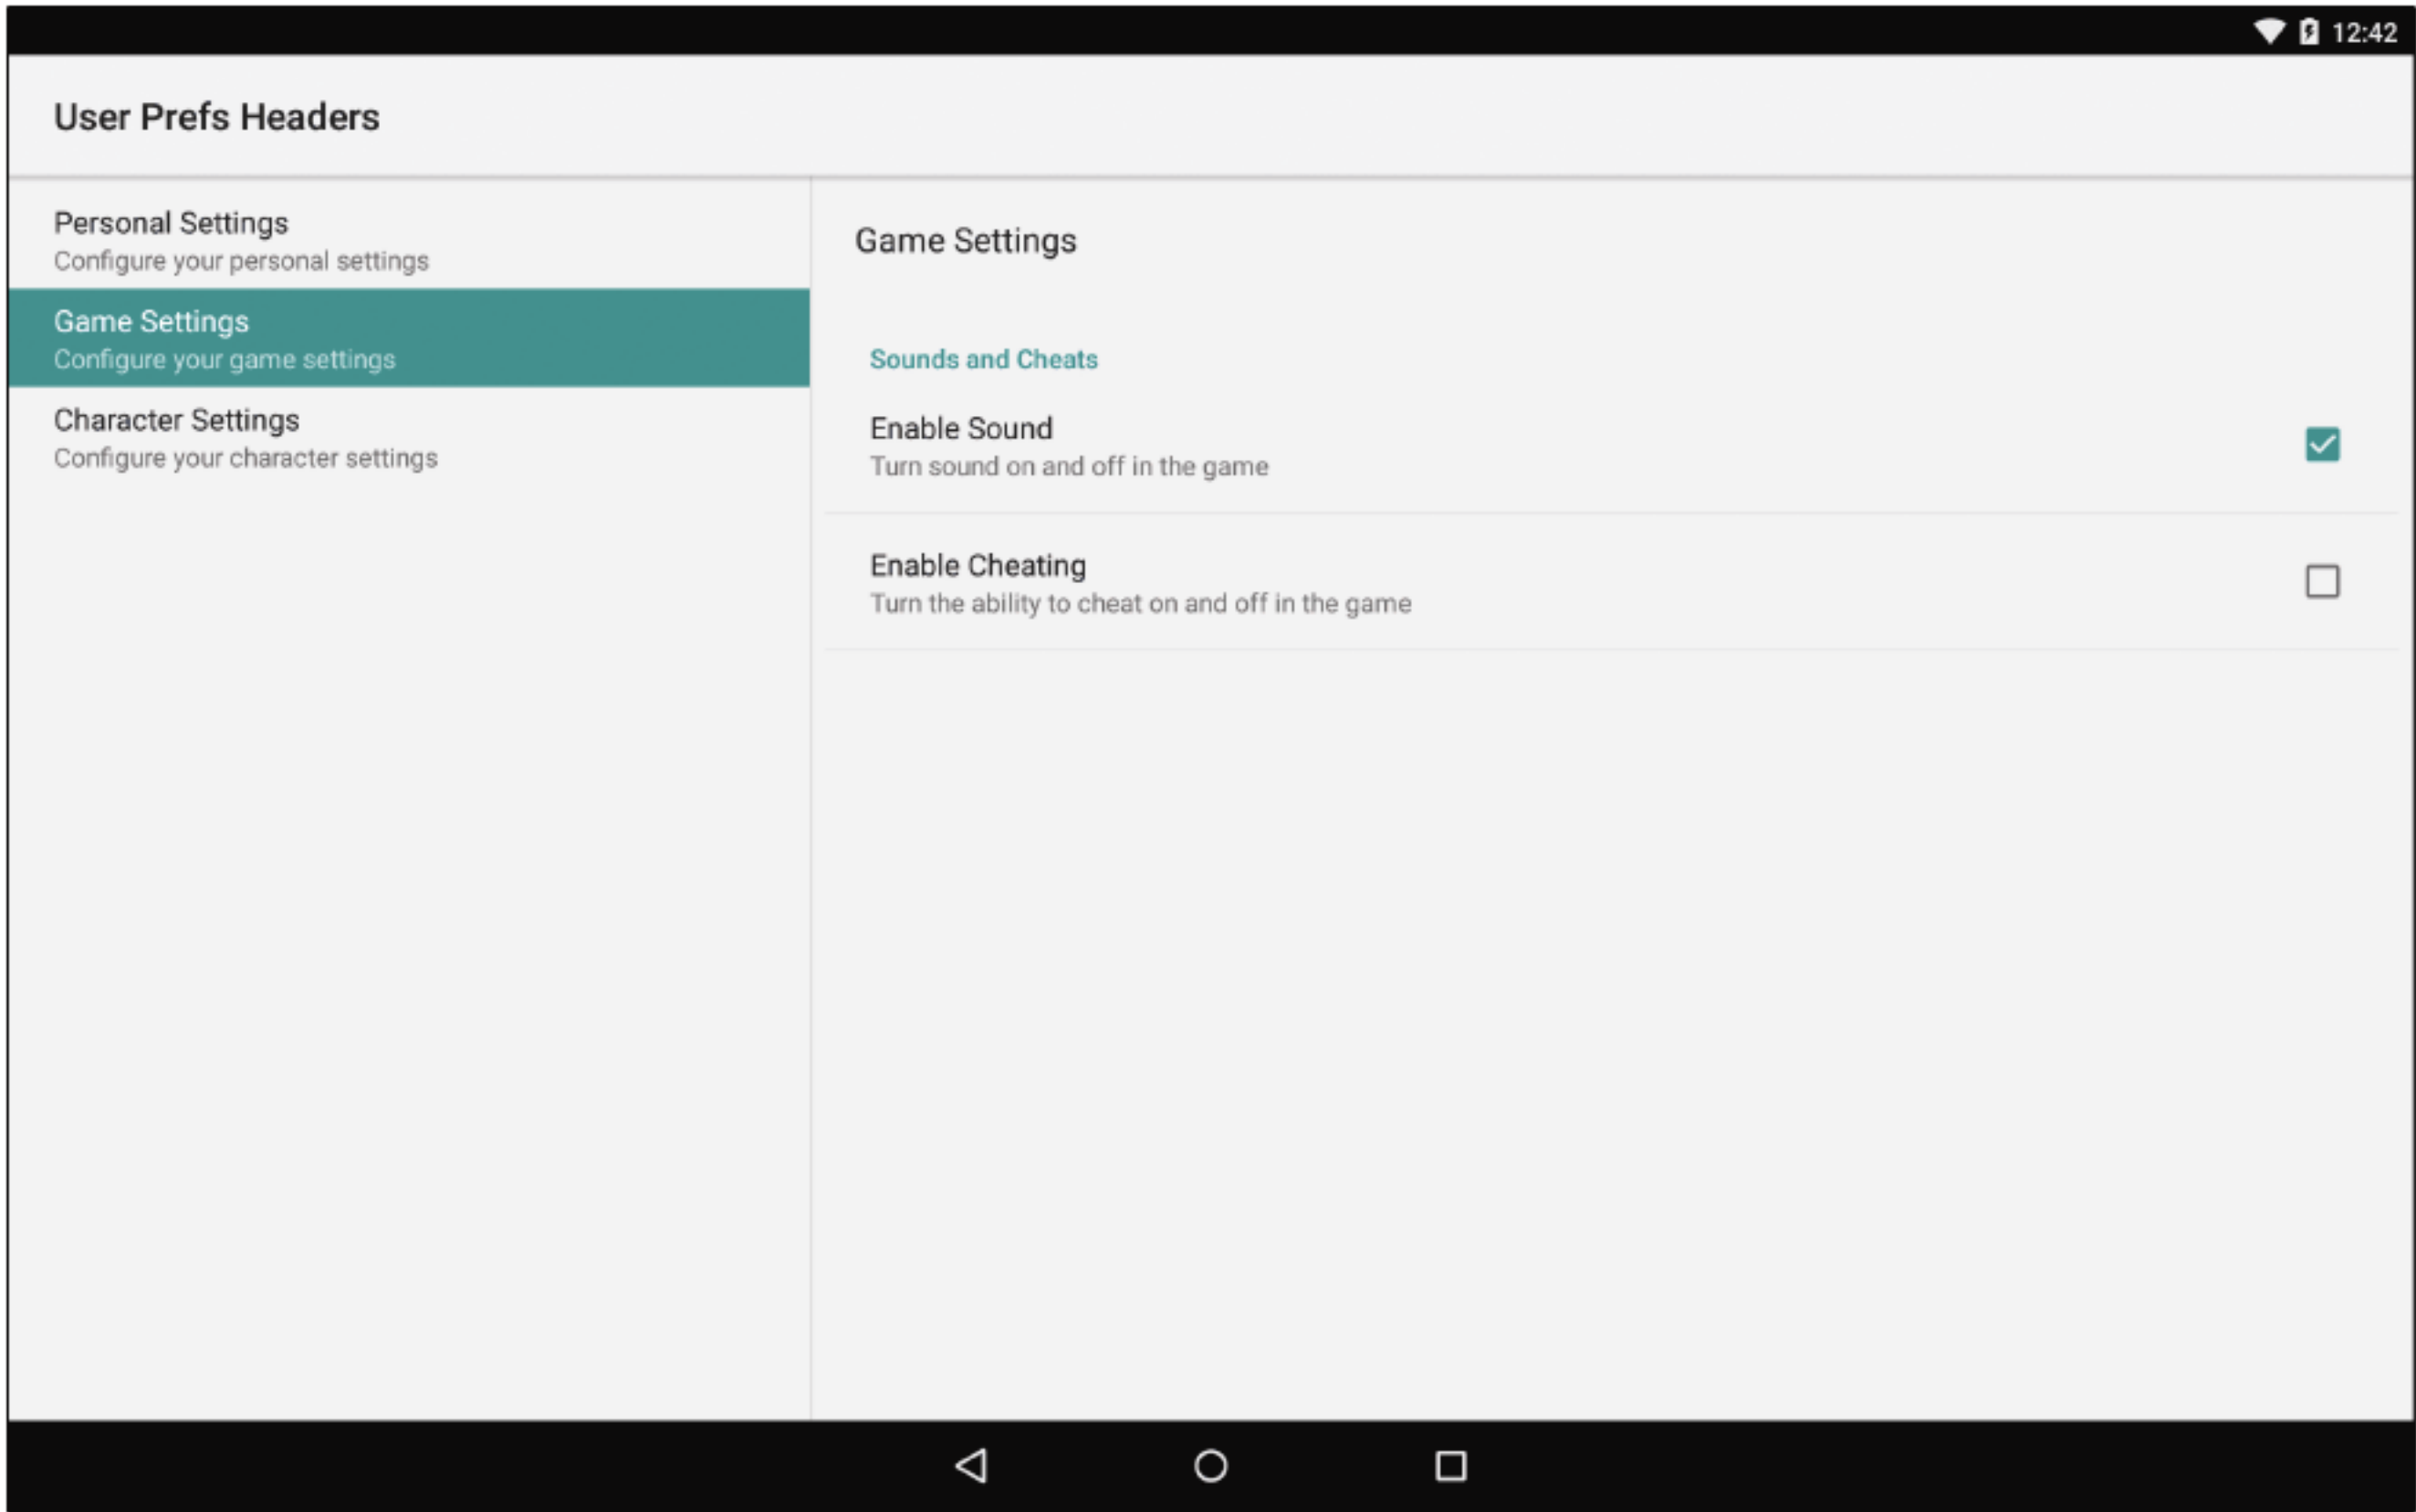 12:42
User Prefs Headers
Personal Settings
Configure your personal settings
Game Settings
Configure your game settings
Character Settings
Configure your character settings
Game Settings
Sounds and Cheats
Enable Sound
Turn sound on and off in the game
Enable Cheating
Turn the ability to cheat on and off in the game